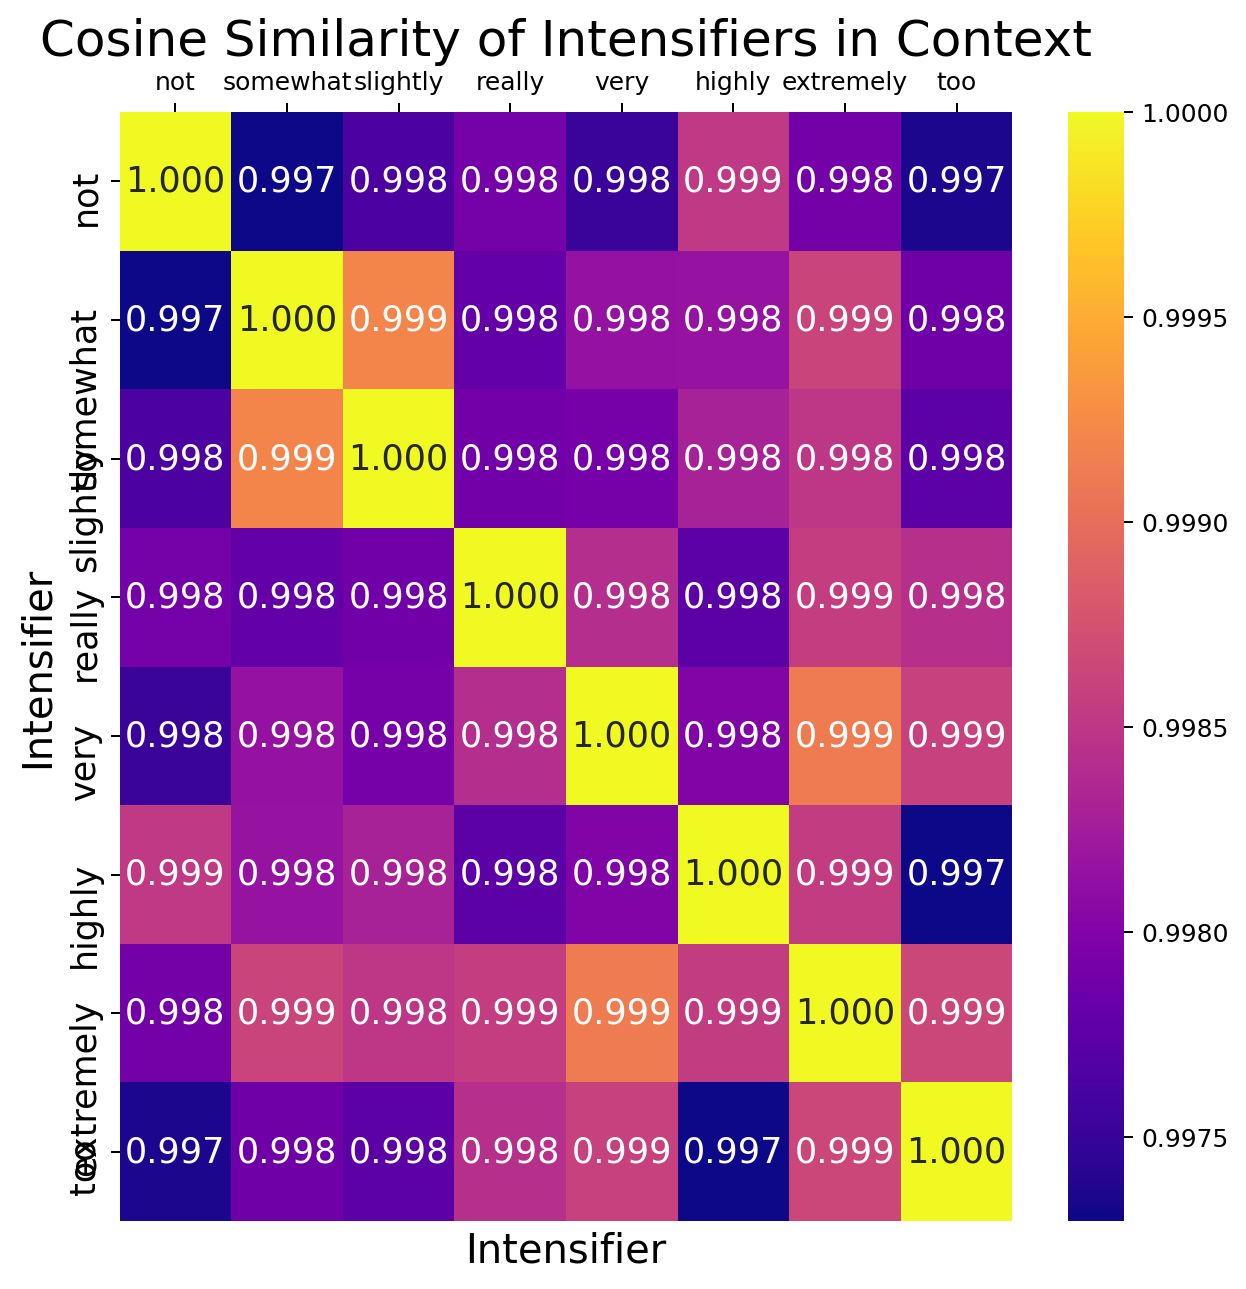 Cosine Similarity of Intensifiers in Context
not somewhat slightly really very highly extremely too
not 1.000 0.997 0.998 0.998 0.998 0.999 0.998 0.997
somewhat 0.997 1.000 0.999 0.998 0.998 0.998 0.999 0.998
slightly 0.998 0.999 1.000 0.998 0.998 0.998 0.998 0.998
really 0.998 0.998 0.998 1.000 0.998 0.998 0.999 0.998
very 0.998 0.998 0.998 0.998 1.000 0.998 0.999 0.999
highly 0.999 0.998 0.998 0.998 0.998 1.000 0.999 0.997
extremely 0.998 0.999 0.998 0.999 0.999 0.999 1.000 0.999
too 0.997 0.998 0.998 0.998 0.999 0.997 0.999 1.000
Intensifier
Intensifier
1.0000
0.9995
0.9990
0.9985
0.9980
0.9975